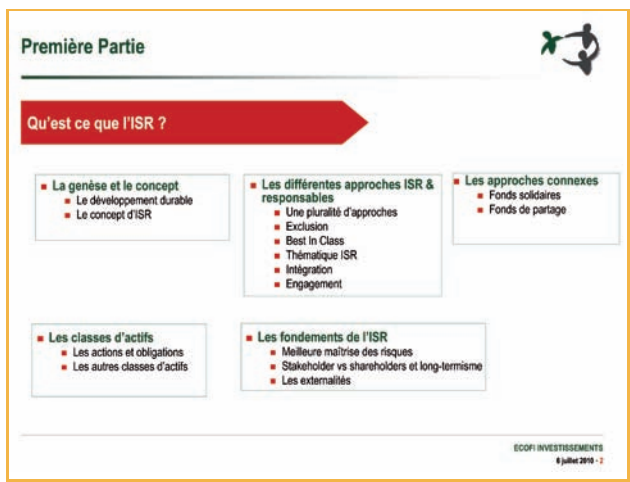 Première Partie
Qu'est ce que l'ISR ?
La genèse et le concept
Le développement durable
Le concept d'ISR
Les différentes approches ISR &
responsables
Une pluralité d'approches
Exclusion
Best In Class
Thématique ISR
Intégration
Engagement
Les approches connexes
Fonds solidaires
Fonds de partage
Les classes d'actifs
Les actions et obligations
Les autres classes d'actifs
Les fondements de l'ISR
Meilleure maîtrise des risques
Stakeholder vs shareholders et long-termisme
Les externalités
ECOFI INVESTISSEMENTS
6 juillet 2010 - 2